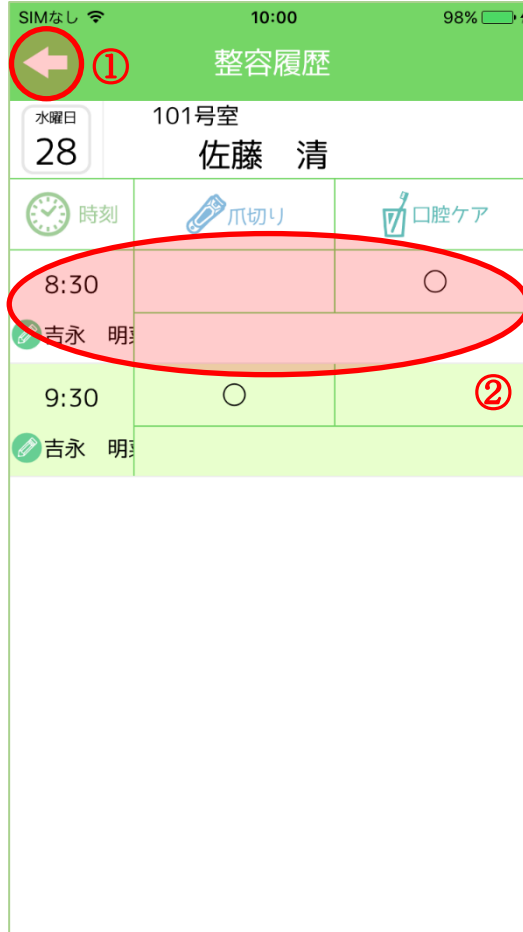 SIMなし 10:00 98%
① 整容履歴
水曜日 101号室
28 佐藤 清
時刻 爪切り 口腔ケア
8:30 ○
吉永 明
9:30 ○ ②
吉永 明